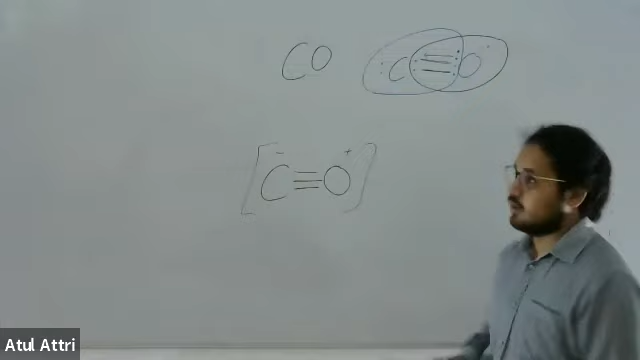 CO :C≡O:
[C⁻≡O⁺]
Atul Attri